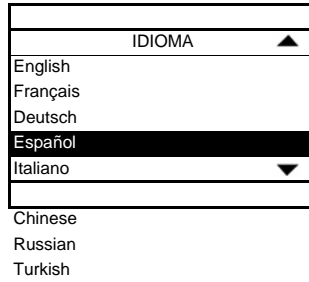 IDIOMA
English
Français
Deutsch
Español
Italiano
Chinese
Russian
Turkish